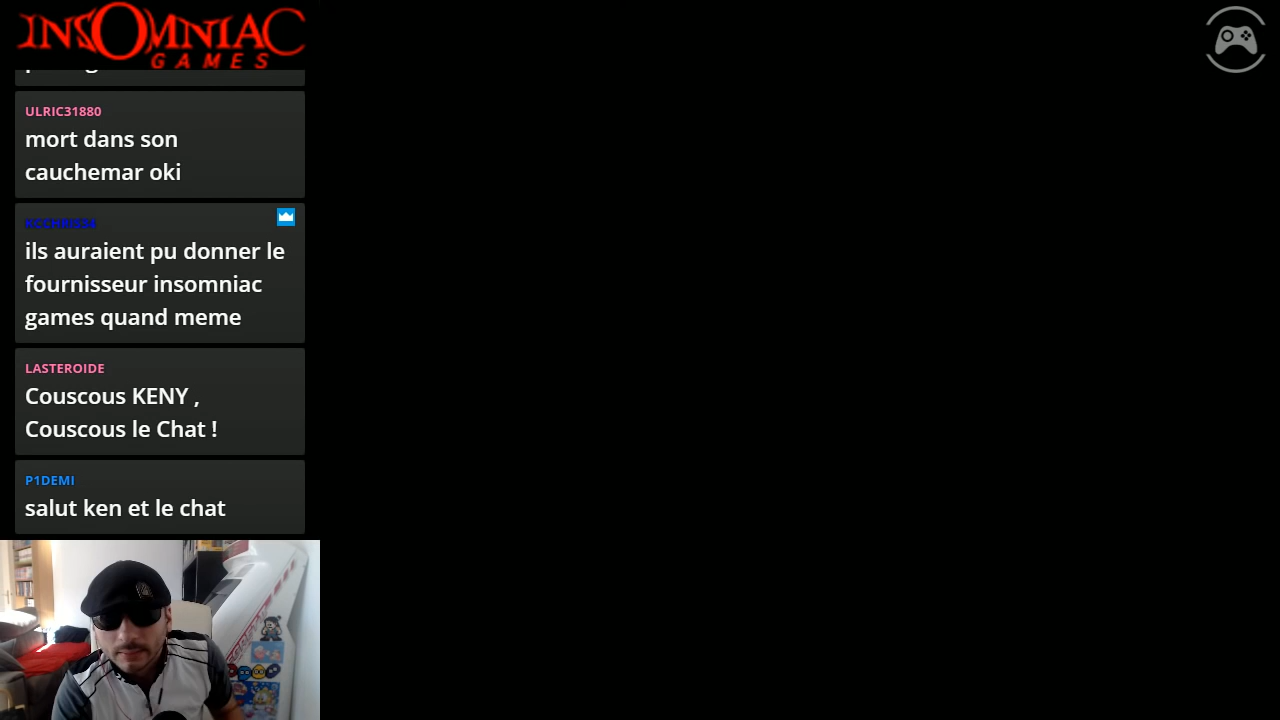 INSOMNIAC
GAMES
ULRIC31880
mort dans son
cauchemar oki
ils auraient pu donner le
fournisseur insomniac
games quand meme
LASTEROIDE
Couscous KENY ,
Couscous le Chat !
P1DEMI
salut ken et le chat